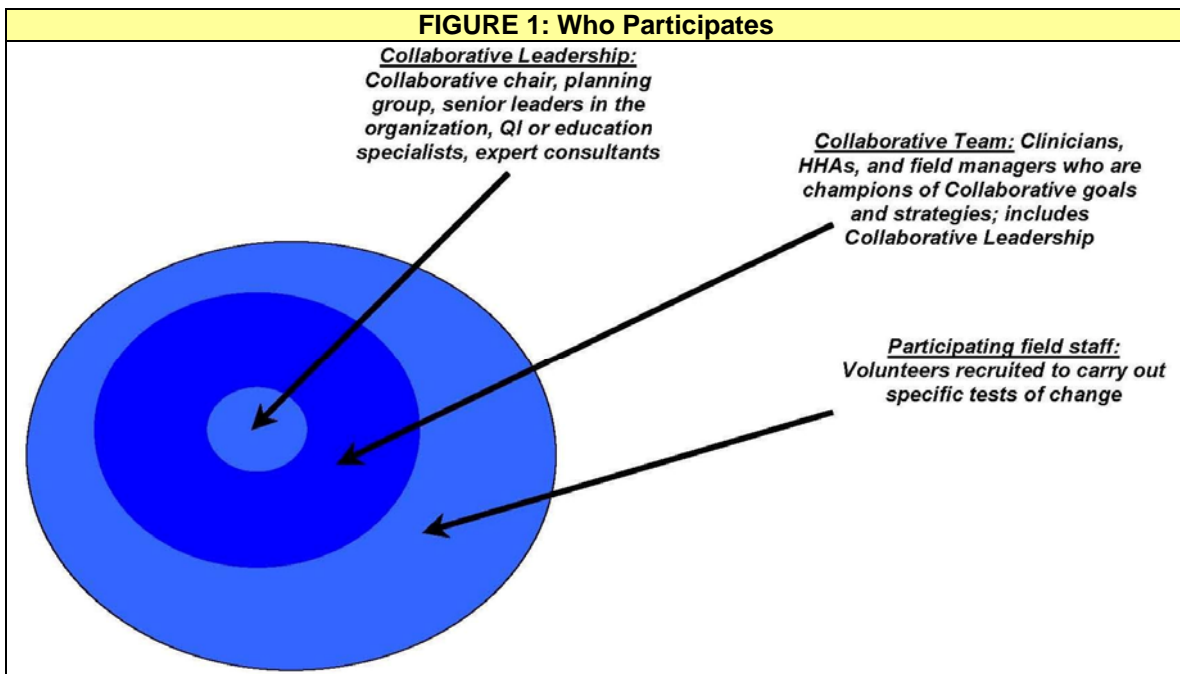 FIGURE 1: Who Participates
Collaborative Leadership:
Collaborative chair, planning
group, senior leaders in the
organization, QI or education
specialists, expert consultants
Collaborative Team: Clinicians,
HHAs, and field managers who are
champions of Collaborative goals
and strategies; includes
Collaborative Leadership
Participating field staff:
Volunteers recruited to carry out
specific tests of change